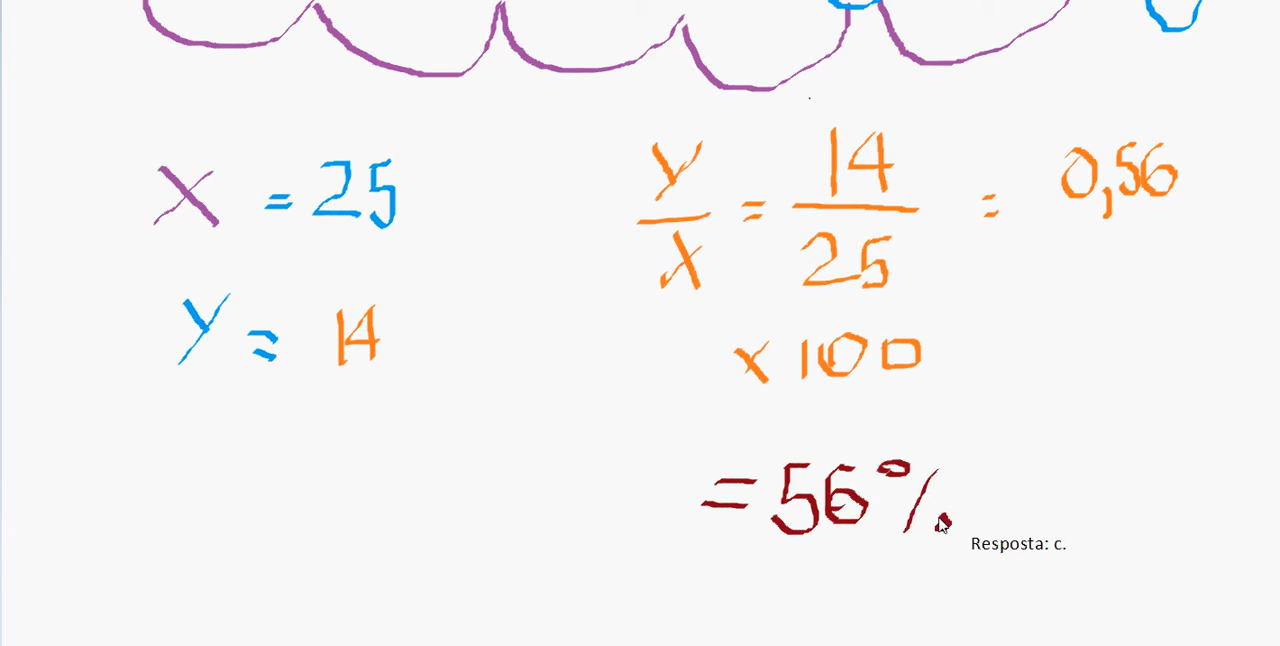 X = 25
Y = 14
Y/X = 14/25 = 0,56
x 100
= 56%
Resposta: c.